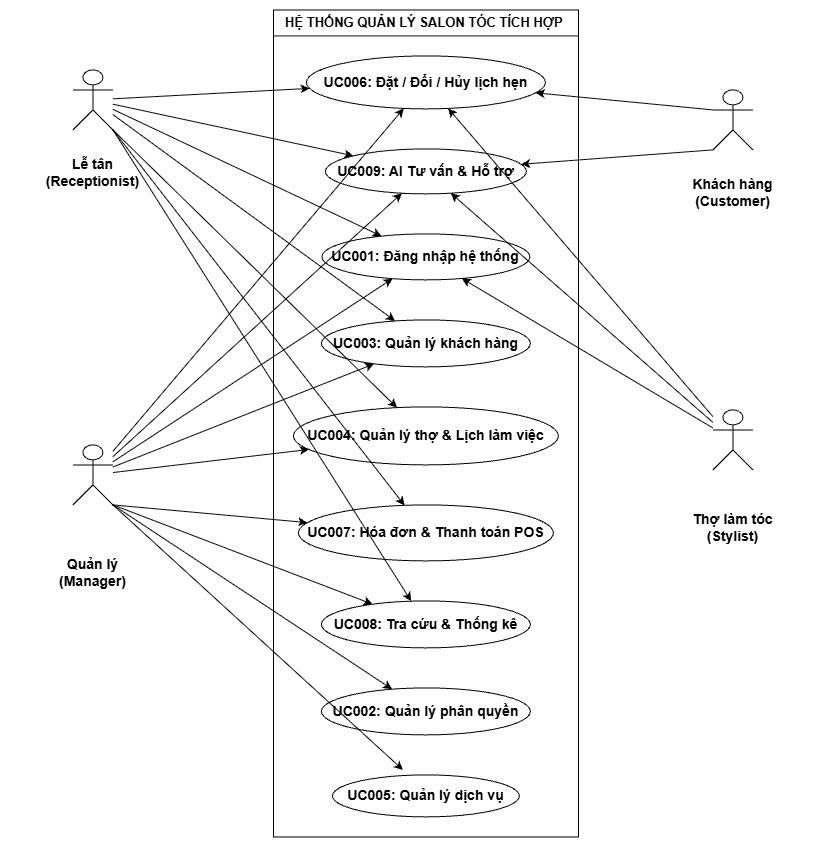 HỆ THỐNG QUẢN LÝ SALON TÓC TÍCH HỢP
UC006: Đặt / Đổi / Hủy lịch hẹn
Lễ tân
(Receptionist)
UC009: AI Tư vấn & Hỗ trợ
Khách hàng
(Customer)
UC001: Đăng nhập hệ thống
UC003: Quản lý khách hàng
UC004: Quản lý thợ & Lịch làm việc
Thợ làm tóc
(Stylist)
UC007: Hóa đơn & Thanh toán POS
Quản lý
(Manager)
UC008: Tra cứu & Thống kê
UC002: Quản lý phân quyền
UC005: Quản lý dịch vụ